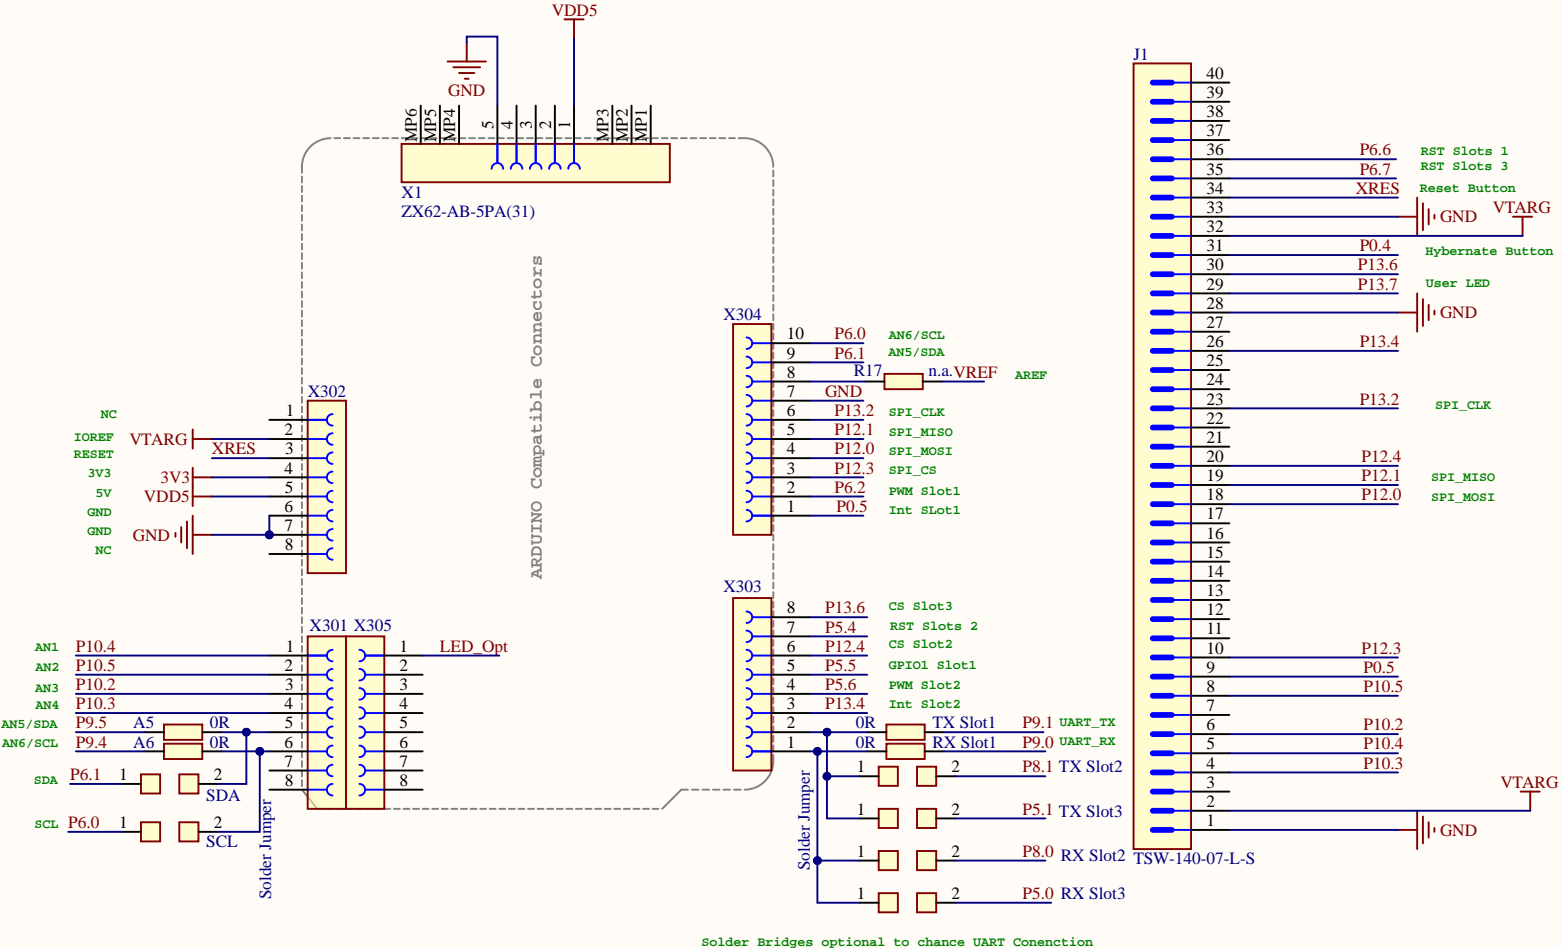 VDD5
GND
MP6 MP5 MP4 5 4 3 2 1 MP3 MP2 MP1
X1
ZX62-AB-5PA(31)
ARDUINO Compatible Connectors
X302
NC 1
IOREF VTARG 2
RESET XRES 3
3V3 3V3 4
5V VDD5 5
GND 6
GND GND 7
NC 8
X301 X305
AN1 P10.4 1 1 LED_Opt
AN2 P10.5 2 2
AN3 P10.2 3 3
AN4 P10.3 4 4
AN5/SDA P9.5 A5 0R 5 5
AN6/SCL P9.4 A6 0R 6 6
7 7
8 8
SDA P6.1 1 2
SDA
SCL P6.0 1 2
SCL
Solder Jumper
X304
10 P6.0 AN6/SCL
9 P6.1 AN5/SDA
8 R17 n.a. VREF AREF
7 GND
6 P13.2 SPI_CLK
5 P12.1 SPI_MISO
4 P12.0 SPI_MOSI
3 P12.3 SPI_CS
2 P6.2 PWM Slot1
1 P0.5 Int SLot1
X303
8 P13.6 CS Slot3
7 P5.4 RST Slots 2
6 P12.4 CS Slot2
5 P5.5 GPIO1 Slot1
4 P5.6 PWM Slot2
3 P13.4 Int Slot2
2 0R TX Slot1 P9.1 UART_TX
1 0R RX Slot1 P9.0 UART_RX
1 2 P8.1 TX Slot2
1 2 P5.1 TX Slot3
1 2 P8.0 RX Slot2
1 2 P5.0 RX Slot3
Solder Jumper
Solder Bridges optional to chance UART Conenction
J1
40
39
38
37
36 P6.6 RST Slots 1
35 P6.7 RST Slots 3
34 XRES Reset Button
33 GND
32 VTARG
31 P0.4 Hybernate Button
30 P13.6
29 P13.7 User LED
28 GND
27
26 P13.4
25
24
23 P13.2 SPI_CLK
22
21
20 P12.4
19 P12.1 SPI_MISO
18 P12.0 SPI_MOSI
17
16
15
14
13
12
11
10 P12.3
9 P0.5
8 P10.5
7
6 P10.2
5 P10.4
4 P10.3
3
2 VTARG
1 GND
TSW-140-07-L-S